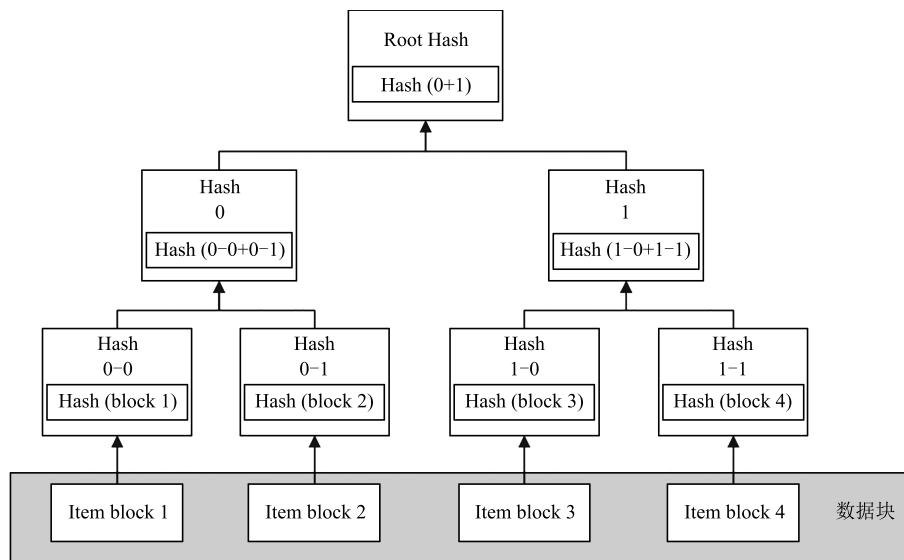 Root Hash
Hash (0+1)
Hash
0
Hash (0-0+0-1)
Hash
1
Hash (1-0+1-1)
Hash
0-0
Hash (block 1)
Hash
0-1
Hash (block 2)
Hash
1-0
Hash (block 3)
Hash
1-1
Hash (block 4)
Item block 1
Item block 2
Item block 3
Item block 4
数据块